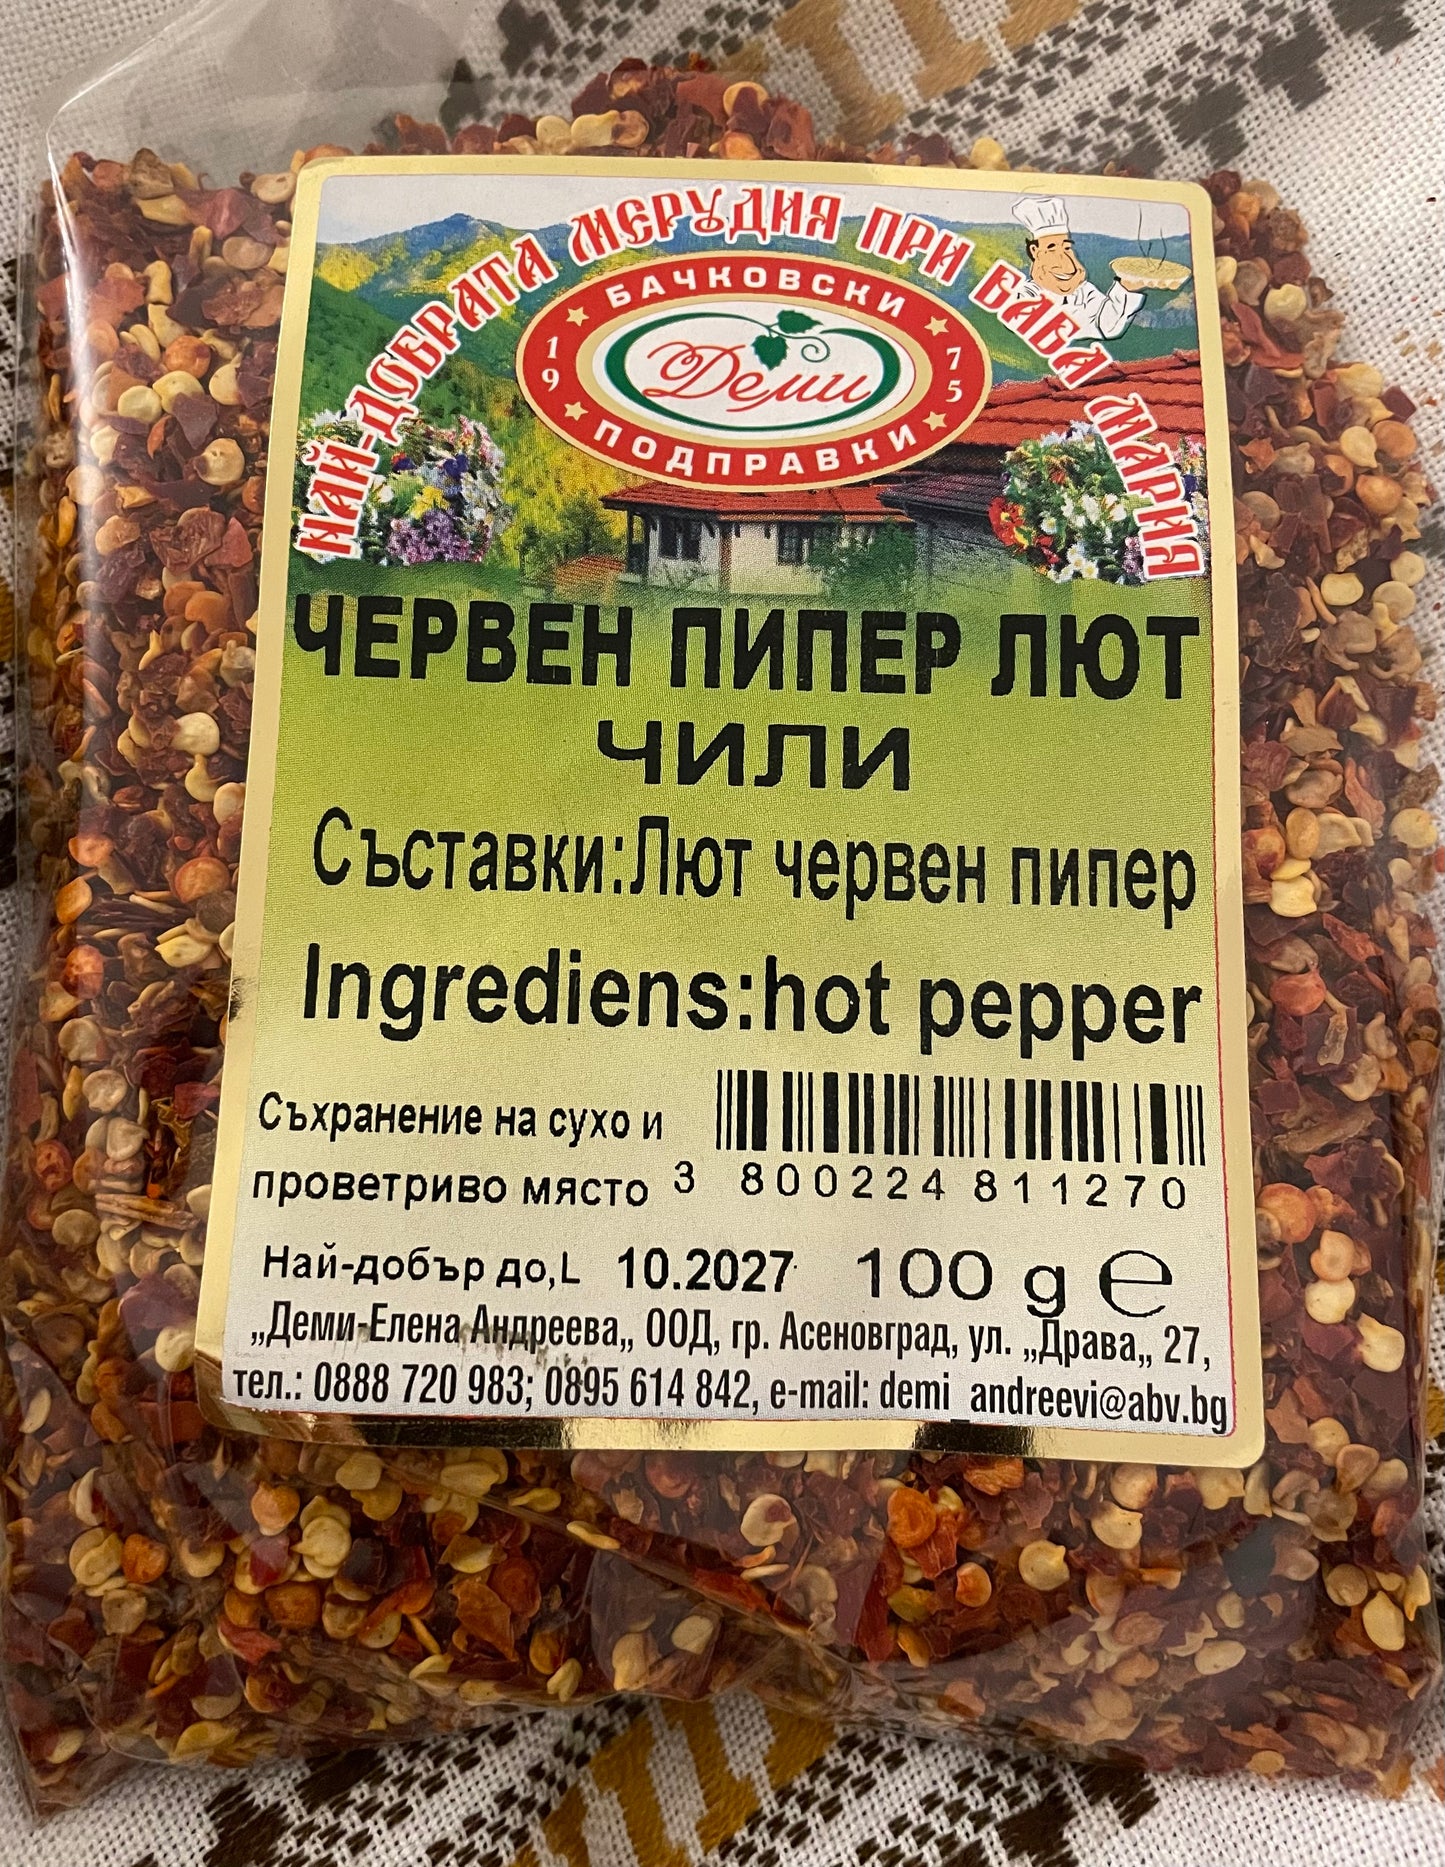 НАЙ-ДОБРАТА МЕРУДИЯ ПРИ БАБА МАРИЯ
БАЧКОВСКИ
19 75
Деми
ПОДПРАВКИ
ЧЕРВЕН ПИПЕР ЛЮТ
ЧИЛИ
Съставки:Лют червен пипер
Ingrediens:hot pepper
Съхранение на сухо и
проветриво място
3 800224 811270
Най-добър до,L 10.2027 100 g e
„Деми-Елена Андреева„ ООД, гр. Асеновград, ул. „Драва„ 27,
тел.: 0888 720 983; 0895 614 842, e-mail: demi_andreevi@abv.bg